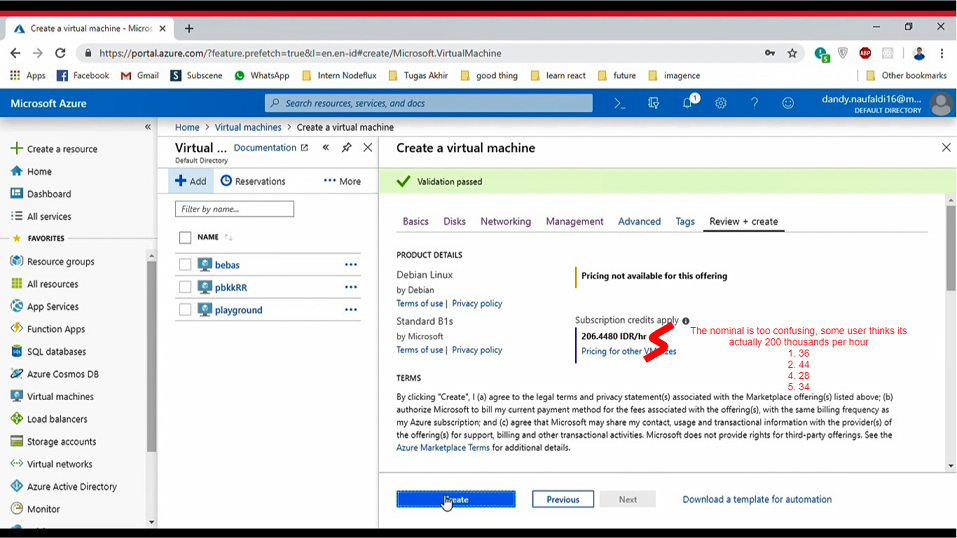 Create a virtual machine - Micros
https://portal.azure.com/?feature.prefetch=true&l=en.en-id#create/Microsoft.VirtualMachine
Apps Facebook Gmail Subscene WhatsApp Intern Nodeflux Tugas Akhir good thing learn react future imagence Other bookmarks
Microsoft Azure
Search resources, services, and docs
1
dandy.naufaldi16@m...
DEFAULT DIRECTORY
Create a resource
Home
Dashboard
All services
FAVORITES
Resource groups
All resources
App Services
Function Apps
SQL databases
Azure Cosmos DB
Virtual machines
Load balancers
Storage accounts
Virtual networks
Azure Active Directory
Monitor
Home > Virtual machines > Create a virtual machine
Virtual ...
Documentation
Default Directory
Add
Reservations
More
Filter by name...
NAME
bebas
pbkkRR
playground
Create a virtual machine
Validation passed
Basics Disks Networking Management Advanced Tags Review + create
PRODUCT DETAILS
Debian Linux
by Debian
Terms of use | Privacy policy
Pricing not available for this offering
Standard B1s
by Microsoft
Terms of use | Privacy policy
Subscription credits apply
206.4480 IDR/hr
Pricing for other
The nominal is too confusing, some user thinks its
actually 200 thousands per hour
1. 36
2. 44
4. 28
5. 34
TERMS
By clicking "Create", I (a) agree to the legal terms and privacy statement(s) associated with the Marketplace offering(s) listed above; (b)
authorize Microsoft to bill my current payment method for the fees associated with the offering(s), with the same billing frequency as
my Azure subscription; and (c) agree that Microsoft may share my contact, usage and transactional information with the provider(s) of
the offering(s) for support, billing and other transactional activities. Microsoft does not provide rights for third-party offerings. See the
Azure Marketplace Terms for additional details.
Create
Previous
Next
Download a template for automation